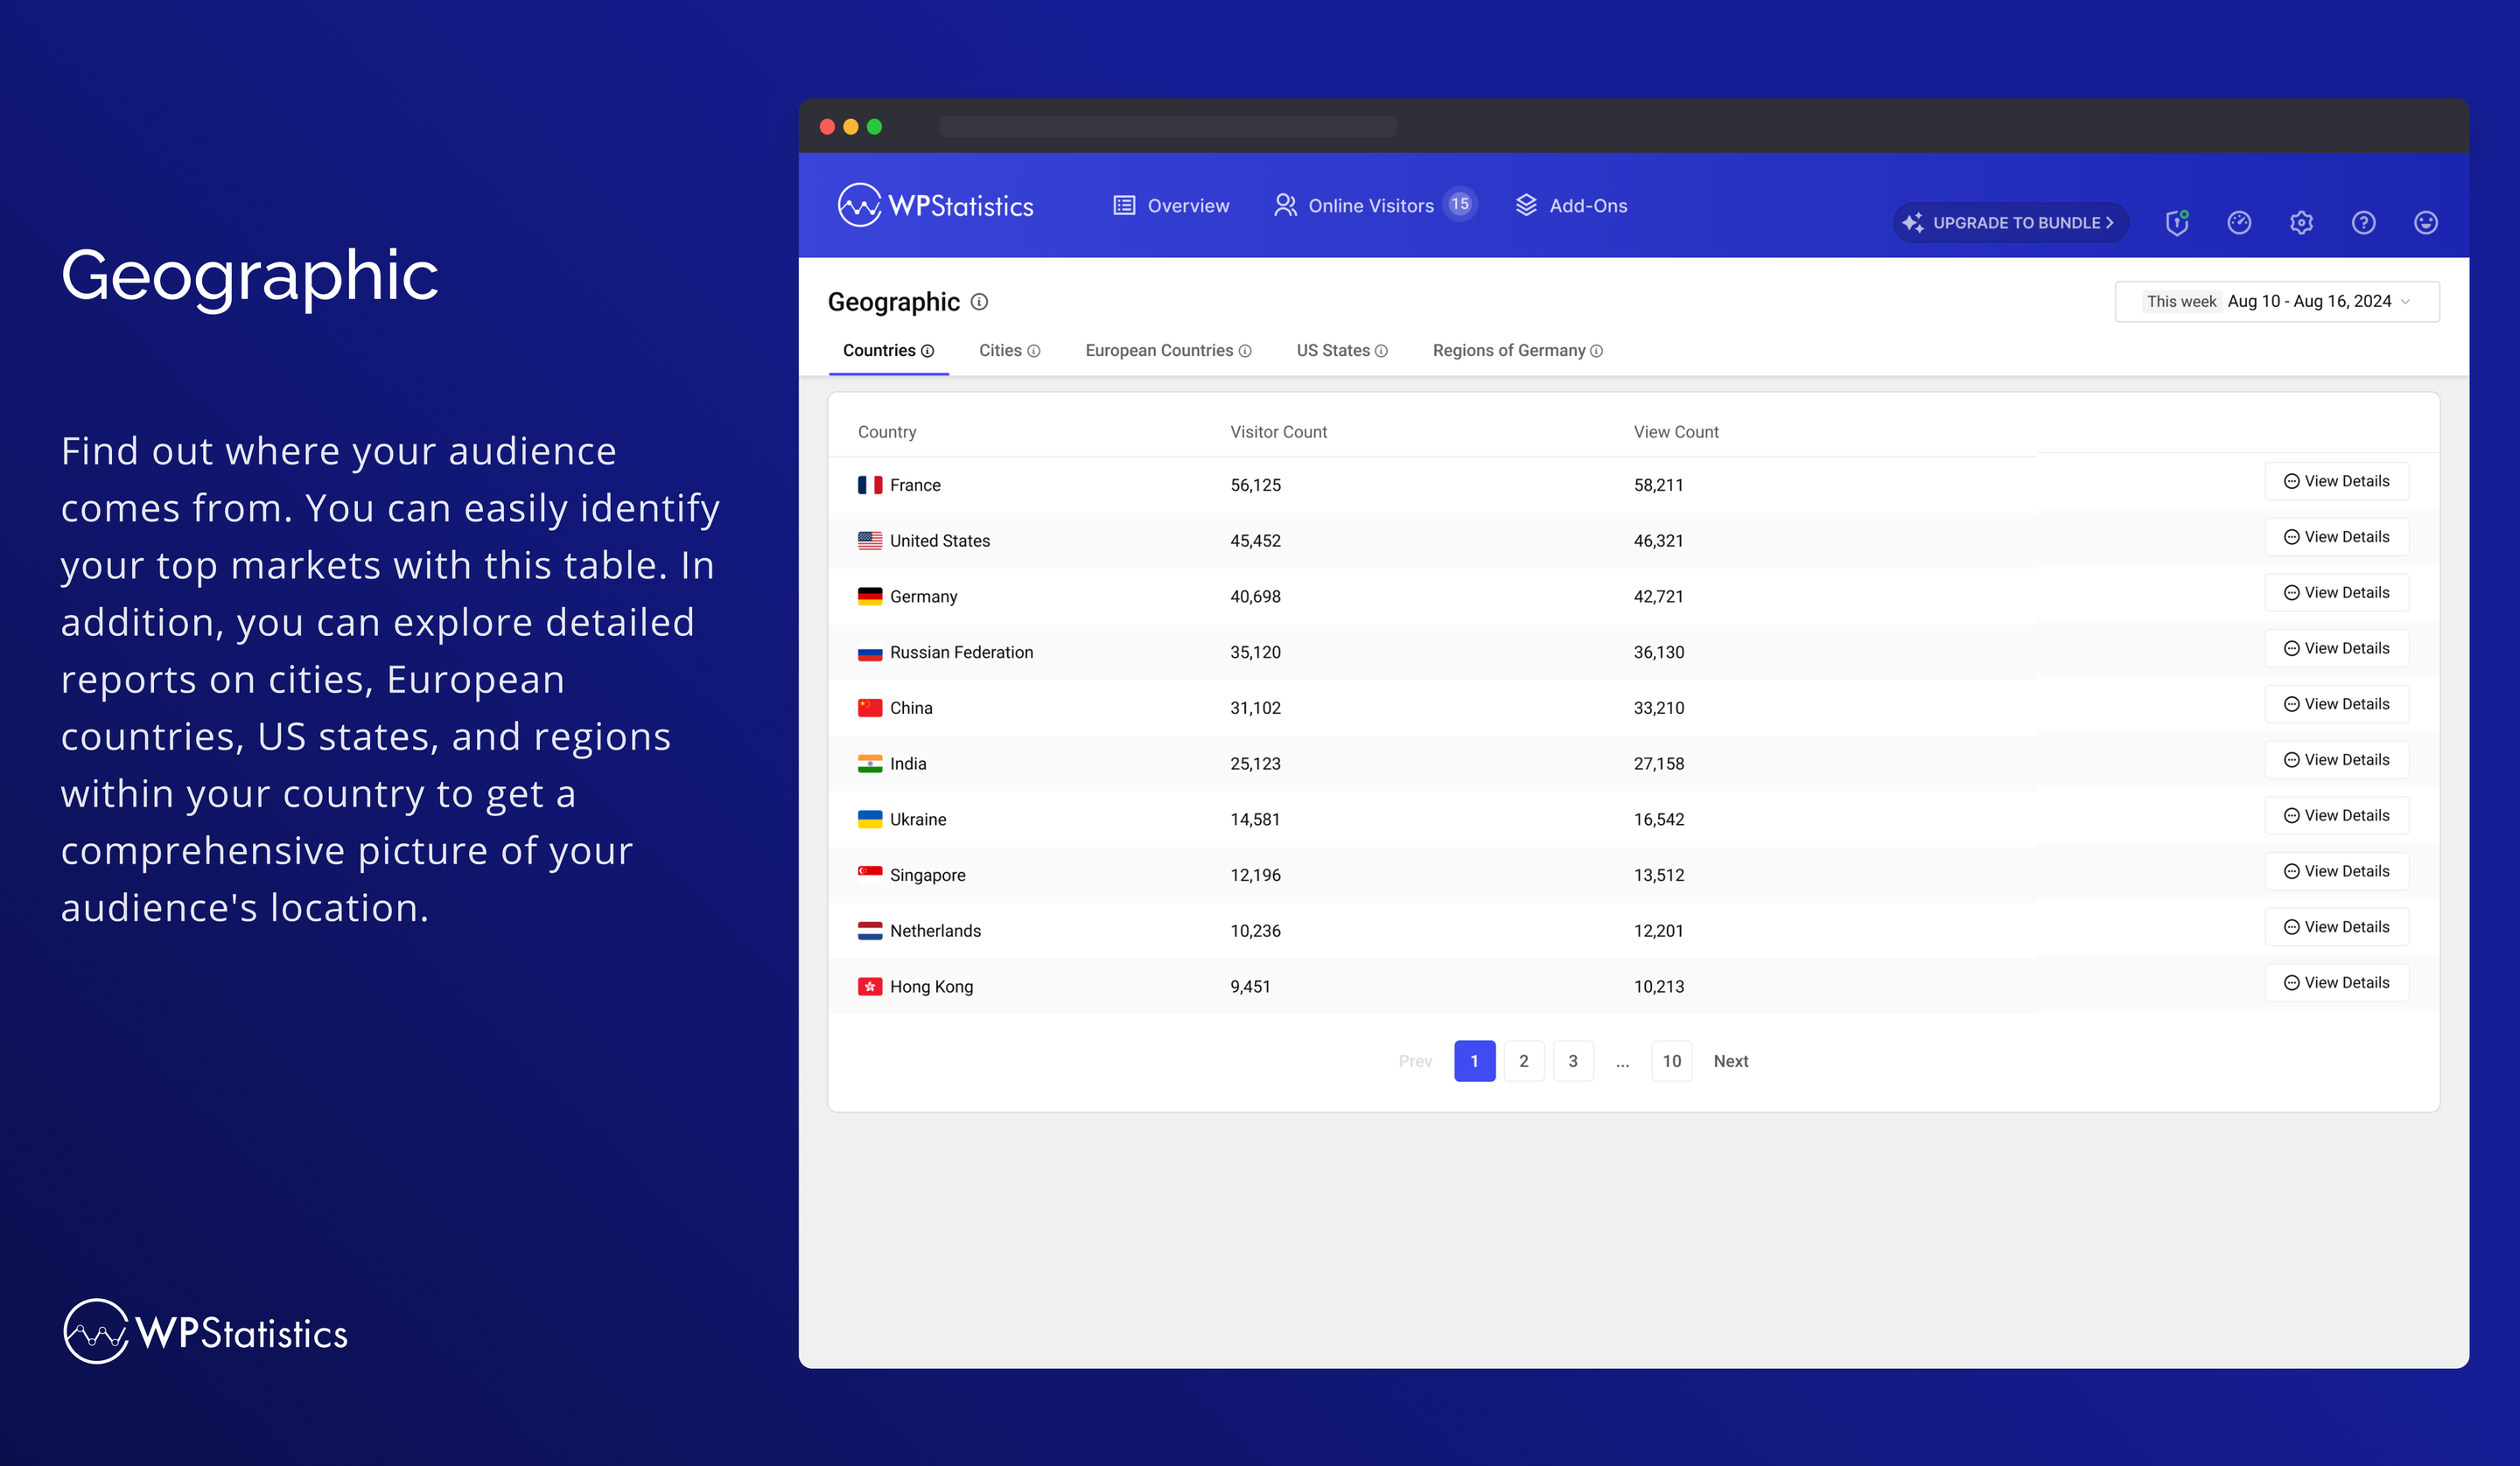 Geographic
Find out where your audience
comes from. You can easily identify
your top markets with this table. In
addition, you can explore detailed
reports on cities, European
countries, US states, and regions
within your country to get a
comprehensive picture of your
audience's location.
WPStatistics
WPStatistics Overview Online Visitors 15 Add-Ons UPGRADE TO BUNDLE
Geographic This week Aug 10 - Aug 16, 2024
Countries Cities European Countries US States Regions of Germany
Country Visitor Count View Count
France 56,125 58,211 View Details
United States 45,452 46,321 View Details
Germany 40,698 42,721 View Details
Russian Federation 35,120 36,130 View Details
China 31,102 33,210 View Details
India 25,123 27,158 View Details
Ukraine 14,581 16,542 View Details
Singapore 12,196 13,512 View Details
Netherlands 10,236 12,201 View Details
Hong Kong 9,451 10,213 View Details
Prev 1 2 3 ... 10 Next